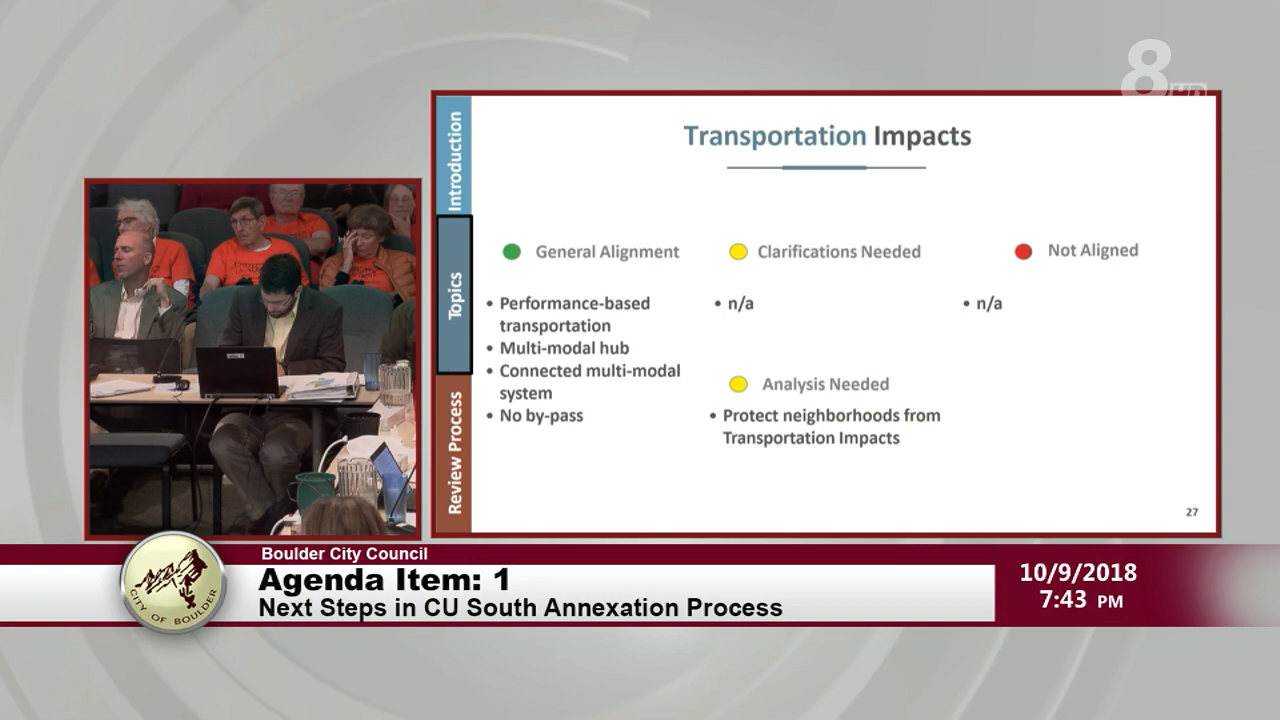 8
HD
Introduction
Topics
Review Process
Transportation Impacts
General Alignment
• Performance-based
transportation
• Multi-modal hub
• Connected multi-modal
system
• No by-pass
Clarifications Needed
• n/a
Analysis Needed
• Protect neighborhoods from
Transportation Impacts
Not Aligned
• n/a
27
Boulder City Council
Agenda Item: 1
Next Steps in CU South Annexation Process
CITY OF BOULDER
10/9/2018
7:43 PM